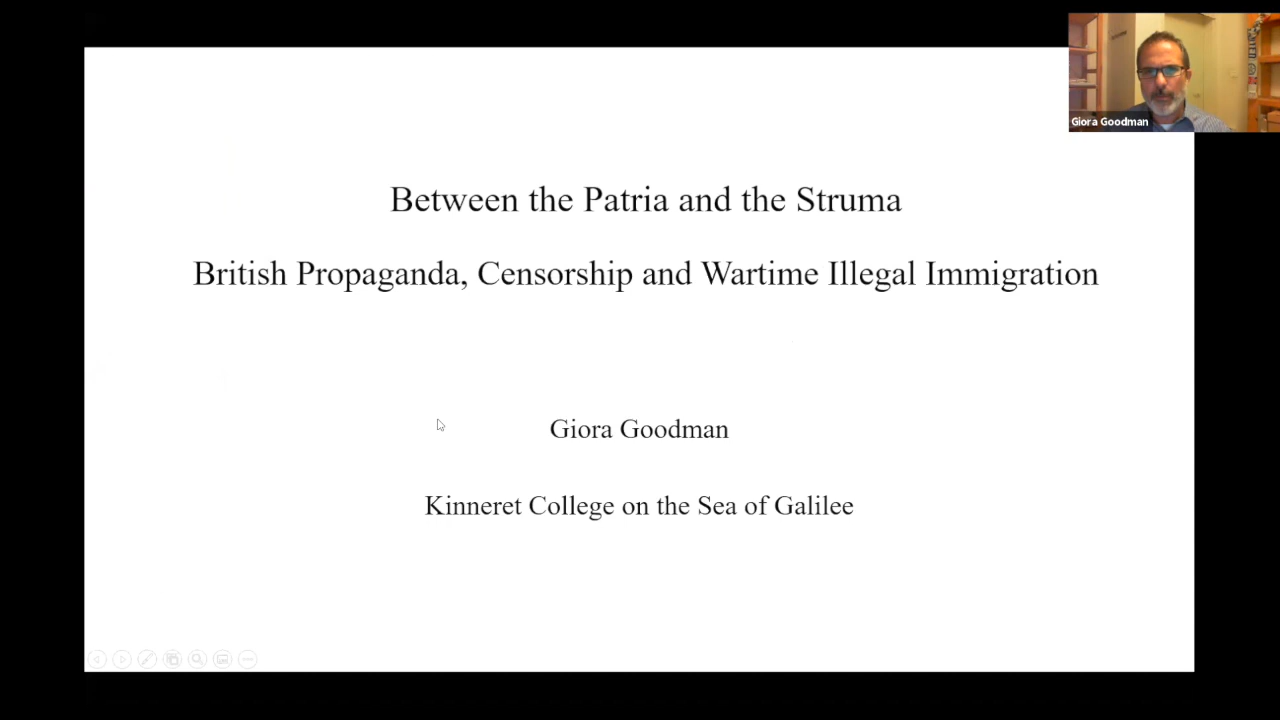 Giora Goodman
Between the Patria and the Struma
British Propaganda, Censorship and Wartime Illegal Immigration
Giora Goodman
Kinneret College on the Sea of Galilee